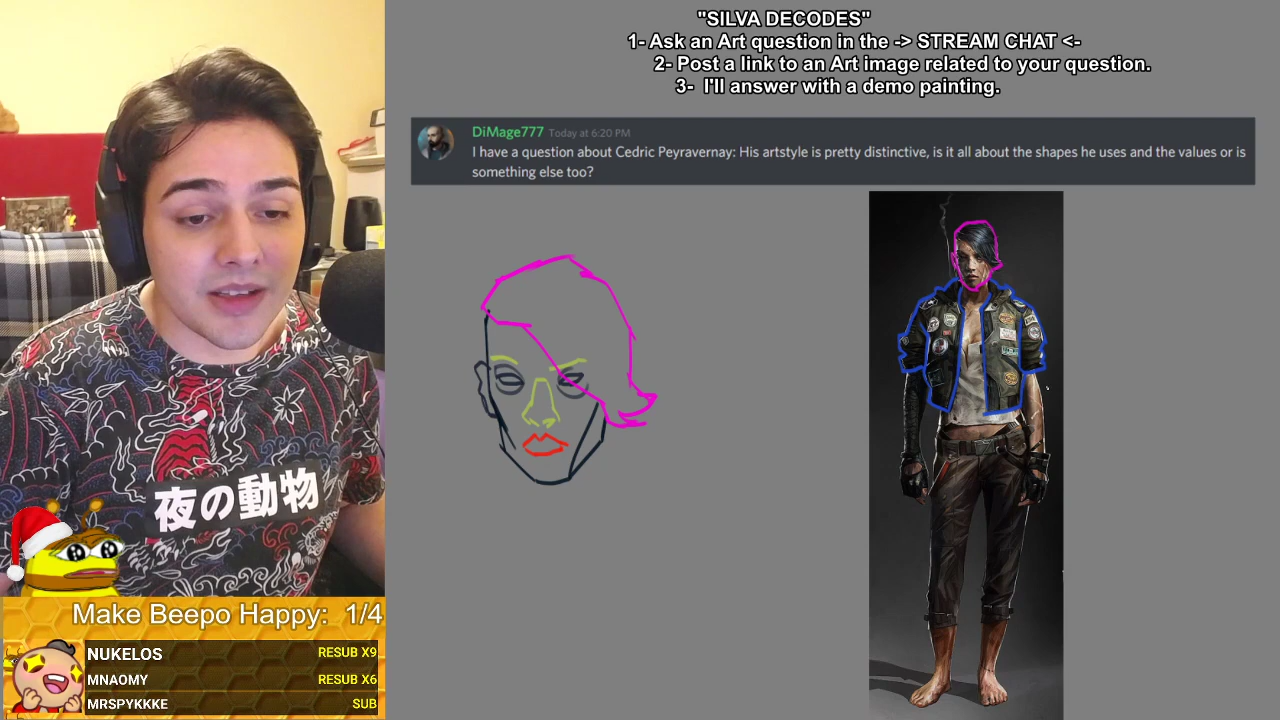 "SILVA DECODES"
1- Ask an Art question in the -> STREAM CHAT <-
2- Post a link to an Art image related to your question.
3- I'll answer with a demo painting.
DiMage777 Today at 6:20 PM
I have a question about Cedric Peyravernay: His artstyle is pretty distinctive, is it all about the shapes he uses and the values or is
something else too?
夜の動物
Make Beepo Happy: 1/4
NUKELOS RESUB X9
MNAOMY RESUB X6
MRSPYKKKE SUB